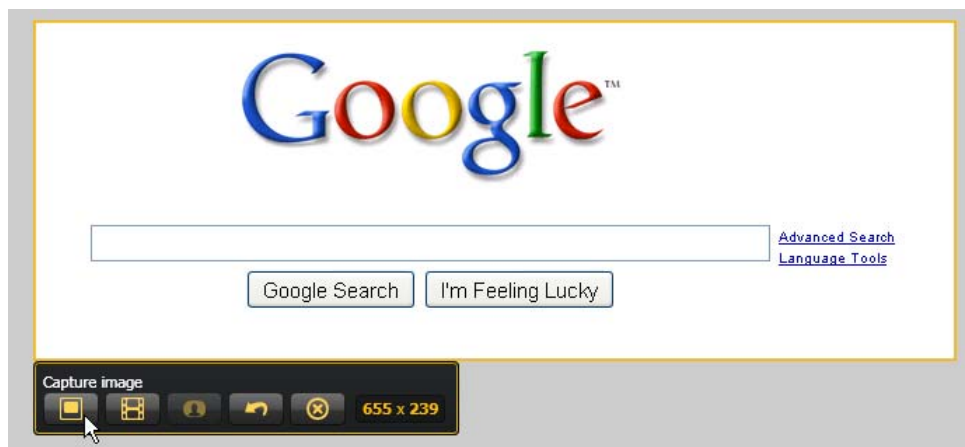 Google™
Advanced Search
Language Tools
Google Search I'm Feeling Lucky
Capture image
655 x 239